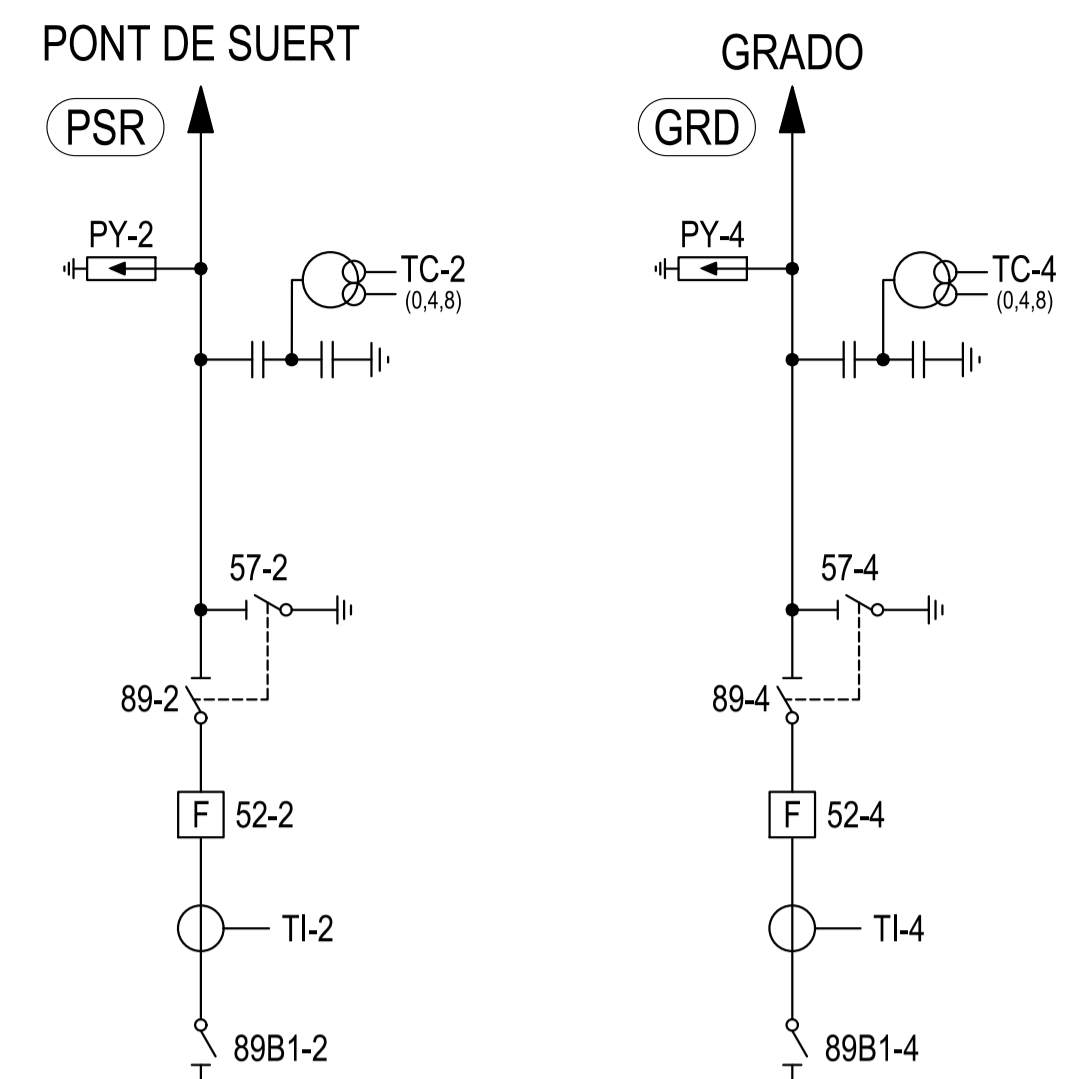 PONT DE SUERT
PSR
PY-2
TC-2
(0,4,8)
57-2
89-2
F 52-2
TI-2
89B1-2
GRADO
GRD
PY-4
TC-4
(0,4,8)
57-4
89-4
F 52-4
TI-4
89B1-4